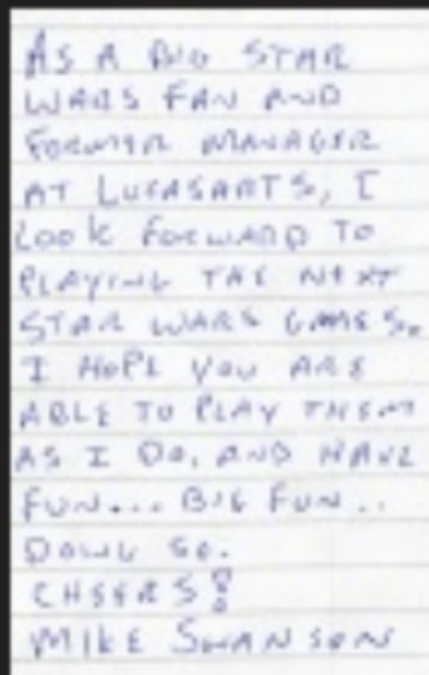 AS A BIG STAR
WARS FAN AND
FORMER MANAGER
AT LUCASARTS, I
LOOK FORWARD TO
PLAYING THE NEXT
STAR WARS GAMES.
I HOPE YOU ARE
ABLE TO PLAY THEM
AS I DO, AND HAVE
FUN... BIG FUN..
DOING SO.
CHEERS!
MIKE SWANSON